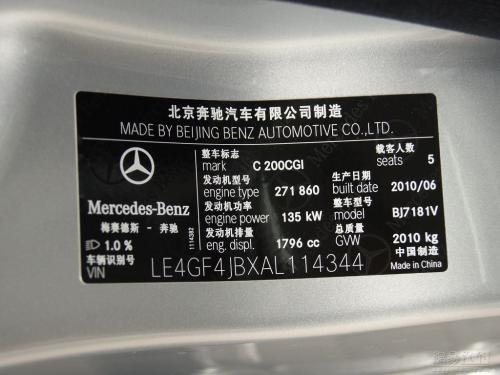 北京奔驰汽车有限公司制造
MADE BY BEIJING BENZ AUTOMOTIVE CO.,LTD.
整车标志 载客人数
mark C 200CGI seats 5
发动机型号 生产日期
engine type 271 860 built date 2010/06
发动机功率 整车型号
engine power 135 kW model BJ7181V
发动机排量 总质量
eng. displ. 1796 cc GVW 2010 kg
Mercedes-Benz
梅赛德斯 - 奔驰
1.0 %
1114382
车辆识别号
VIN LE4GF4JBXAL114344
中国制造
Made in China